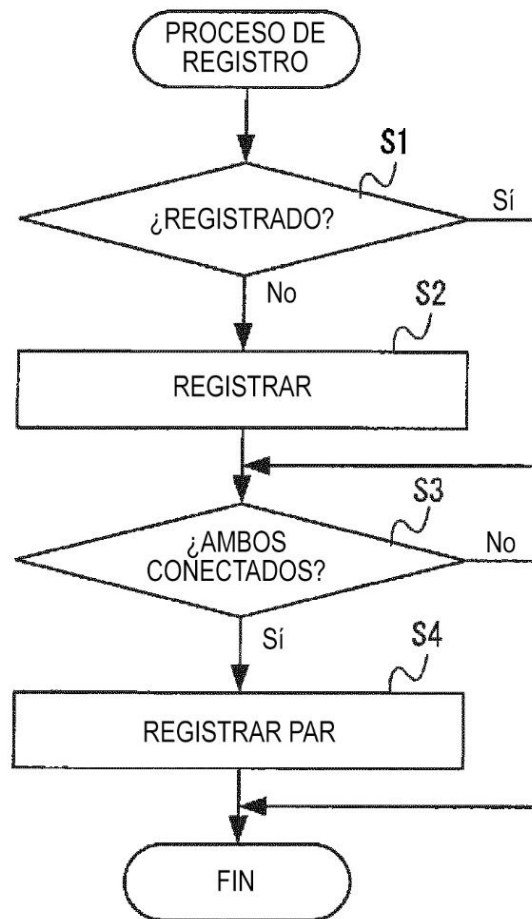 PROCESO DE
REGISTRO
S1
¿REGISTRADO?
Sí
No
S2
REGISTRAR
S3
¿AMBOS
CONECTADOS?
No
Sí
S4
REGISTRAR PAR
FIN